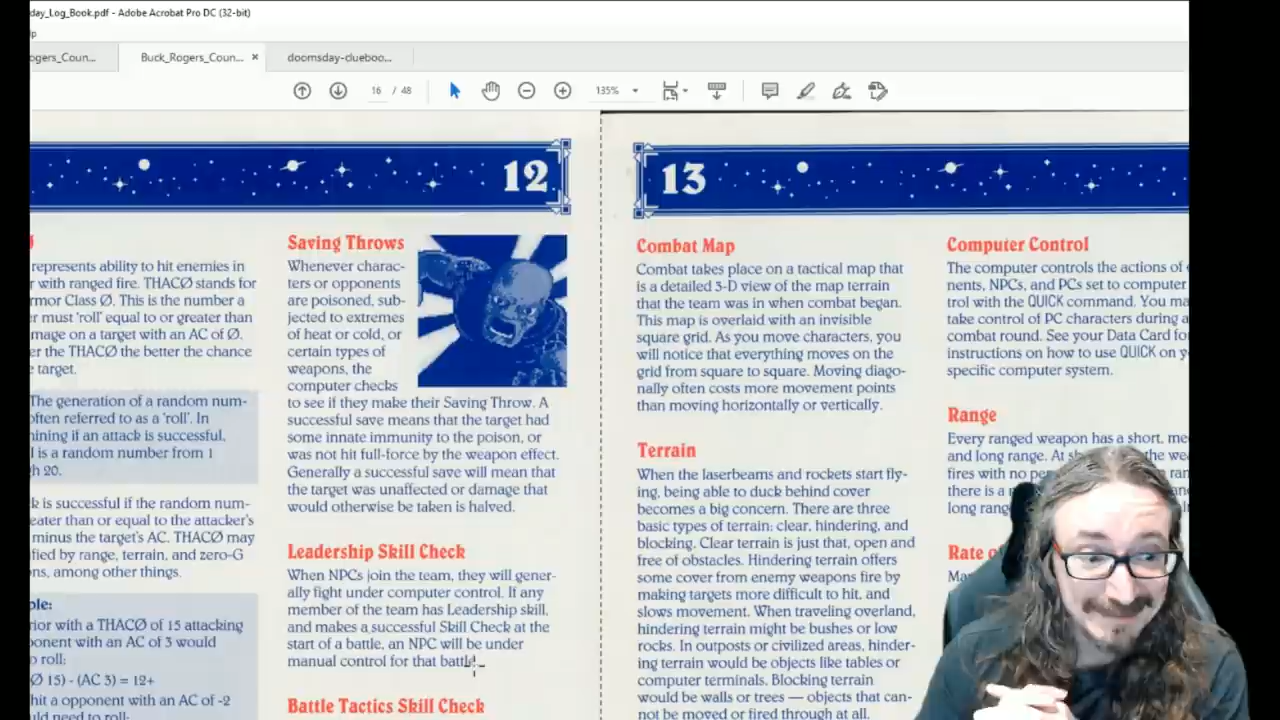 day_Log_Book.pdf - Adobe Acrobat Pro DC (32-bit)
lp
ogers_Coun...
Buck_Rogers_Coun...
doomsday-clueboo...
16 / 48
135%
12
Ø
represents ability to hit enemies in
r with ranged fire. THACØ stands for
rmor Class Ø. This is the number a
r must 'roll' equal to or greater than
mage on a target with an AC of Ø.
er the THACØ the better the chance
e target.
The generation of a random num-
often referred to as a 'roll'. In
ining if an attack is successful,
l is a random number from 1
gh 20.
k is successful if the random num-
eater than or equal to the attacker's
minus the target's AC. THACØ may
fied by range, terrain, and zero-G
ons, among other things.
ple:
rior with a THACØ of 15 attacking
ponent with an AC of 3 would
o roll:
Ø 15) - (AC 3) = 12+
hit a opponent with an AC of -2
uld need to roll:
Saving Throws
Whenever charac-
ters or opponents
are poisoned, sub-
jected to extremes
of heat or cold, or
certain types of
weapons, the
computer checks
to see if they make their Saving Throw. A
successful save means that the target had
some innate immunity to the poison, or
was not hit full-force by the weapon effect.
Generally a successful save will mean that
the target was unaffected or damage that
would otherwise be taken is halved.
Leadership Skill Check
When NPCs join the team, they will gener-
ally fight under computer control. If any
member of the team has Leadership skill,
and makes a successful Skill Check at the
start of a battle, an NPC will be under
manual control for that battle.
Battle Tactics Skill Check
13
Combat Map
Combat takes place on a tactical map that
is a detailed 3-D view of the map terrain
that the team was in when combat began.
This map is overlaid with an invisible
square grid. As you move characters, you
will notice that everything moves on the
grid from square to square. Moving diago-
nally often costs more movement points
than moving horizontally or vertically.
Terrain
When the laserbeams and rockets start fly-
ing, being able to duck behind cover
becomes a big concern. There are three
basic types of terrain: clear, hindering, and
blocking. Clear terrain is just that, open and
free of obstacles. Hindering terrain offers
some cover from enemy weapons fire by
making targets more difficult to hit, and
slows movement. When traveling overland,
hindering terrain might be bushes or low
rocks. In outposts or civilized areas, hinder-
ing terrain would be objects like tables or
computer terminals. Blocking terrain
would be walls or trees — objects that can-
not be moved or fired through at all.
Computer Control
The computer controls the actions of
nents, NPCs, and PCs set to computer
trol with the QUICK command. You ma
take control of PC characters during a
combat round. See your Data Card fo
instructions on how to use QUICK on y
specific computer system.
Range
Every ranged weapon has a short, me
and long range. At sh the wea
fires with no pe ran
there is a
long rang
Rate o
Ma